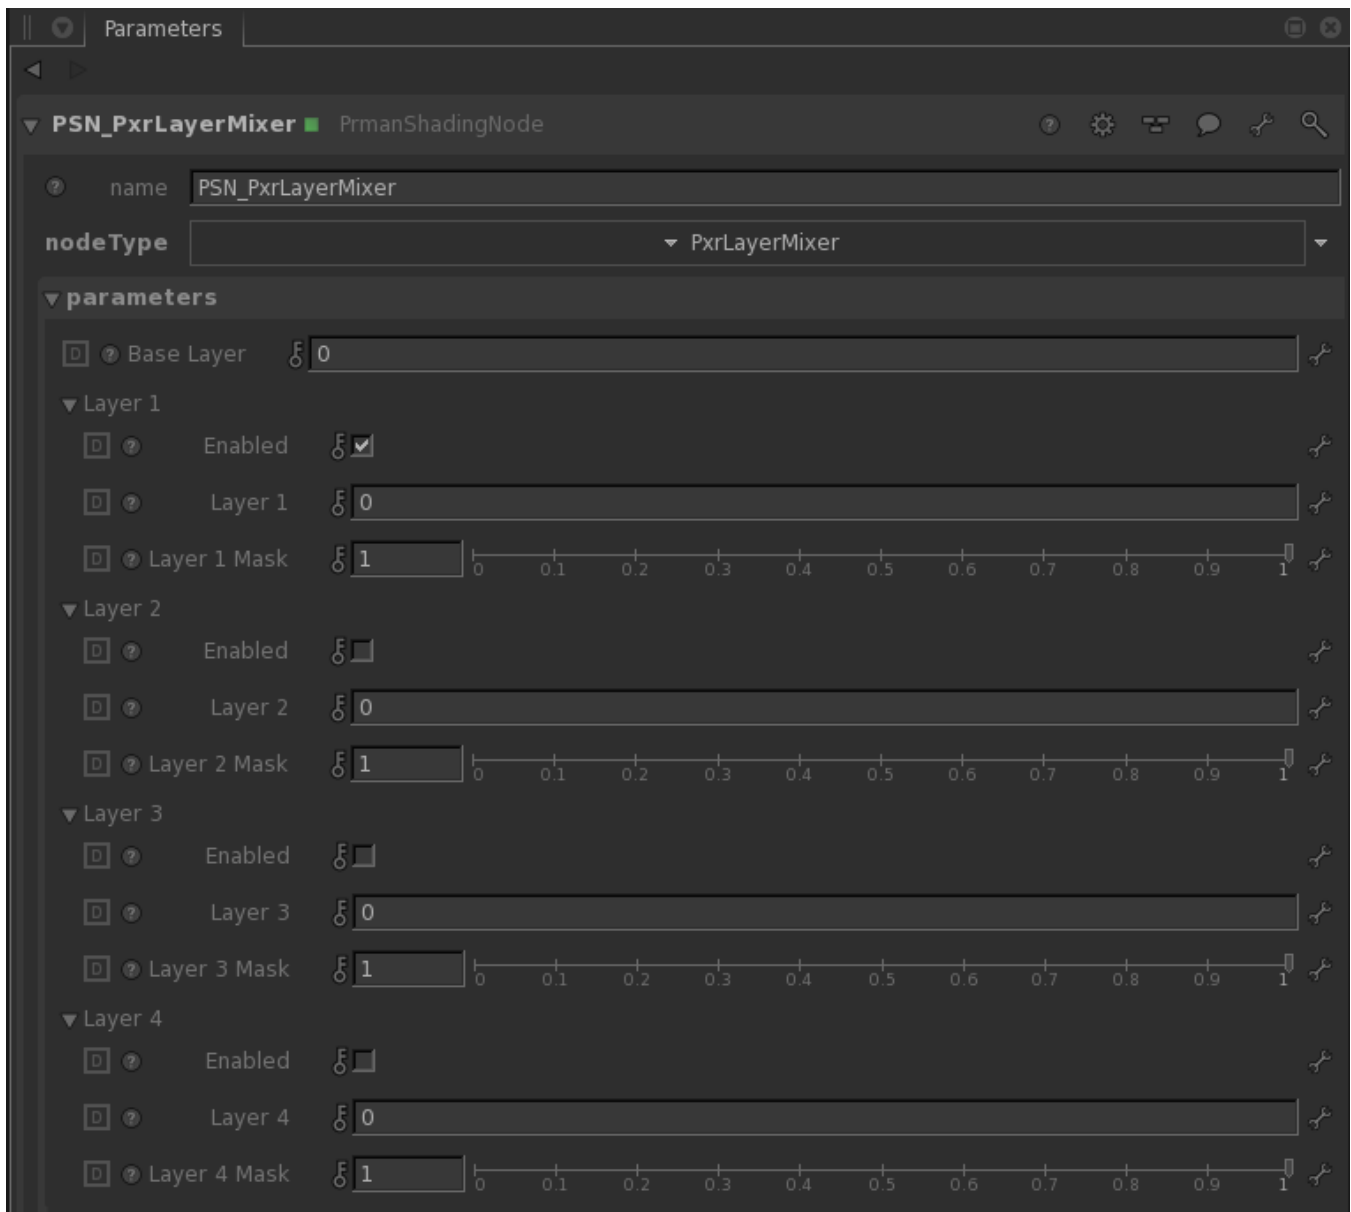 Parameters
PSN_PxrLayerMixer PrmanShadingNode
name PSN_PxrLayerMixer
nodeType PxrLayerMixer
parameters
D ? Base Layer 0
Layer 1
D ? Enabled
D ? Layer 1 0
D ? Layer 1 Mask 1 0 0.1 0.2 0.3 0.4 0.5 0.6 0.7 0.8 0.9 1
Layer 2
D ? Enabled
D ? Layer 2 0
D ? Layer 2 Mask 1 0 0.1 0.2 0.3 0.4 0.5 0.6 0.7 0.8 0.9 1
Layer 3
D ? Enabled
D ? Layer 3 0
D ? Layer 3 Mask 1 0 0.1 0.2 0.3 0.4 0.5 0.6 0.7 0.8 0.9 1
Layer 4
D ? Enabled
D ? Layer 4 0
D ? Layer 4 Mask 1 0 0.1 0.2 0.3 0.4 0.5 0.6 0.7 0.8 0.9 1